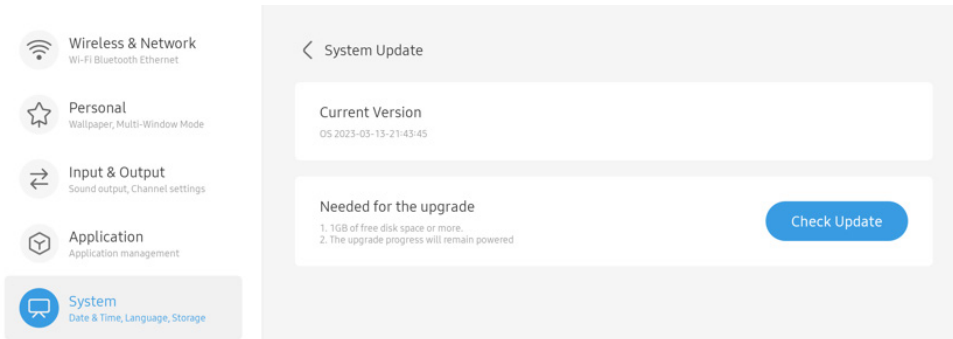 Wireless & Network
Wi-Fi Bluetooth Ethernet
Personal
Wallpaper, Multi-Window Mode
Input & Output
Sound output, Channel settings
Application
Application management
System
Date & Time, Language, Storage
System Update
Current Version
OS 2023-03-13-21:43:45
Needed for the upgrade
1. 1GB of free disk space or more.
2. The upgrade progress will remain powered
Check Update